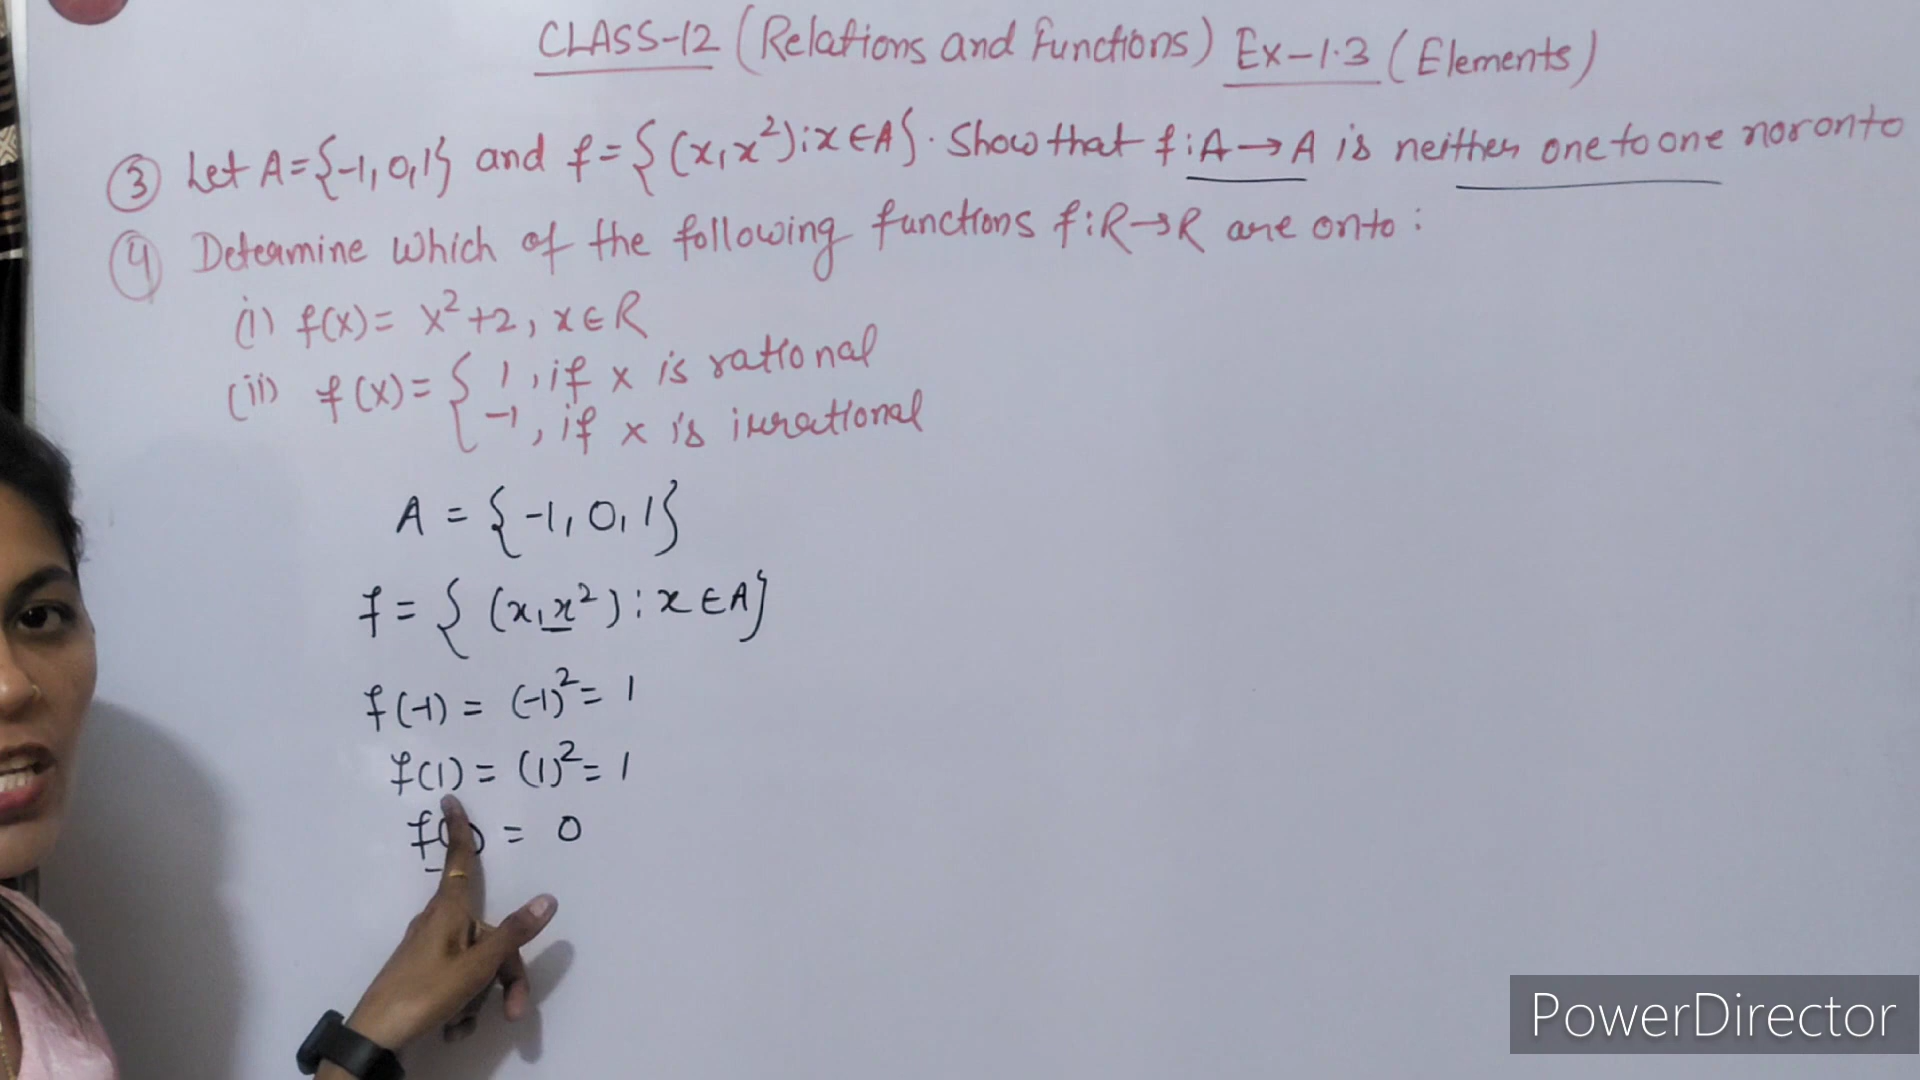 CLASS-12 (Relations and Functions) Ex-1.3 (Elements)
③ Let A={-1,0,1} and f={(x,x²):x∈A}. Show that f:A→A is neither one to one nor onto
④ Determine which of the following functions f:R→R are onto:
(i) f(x)= x²+2, x∈R
(ii) f(x)= { 1, if x is rational
-1, if x is irrational
A = {-1, 0, 1}
f = { (x, x²) : x ∈ A}
f(-1) = (-1)² = 1
f(1) = (1)² = 1
f( ) = 0
PowerDirector